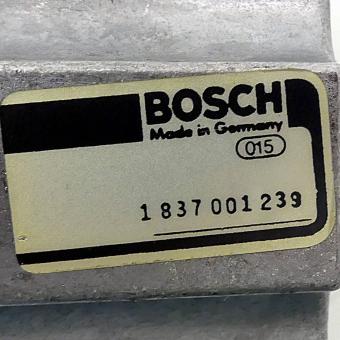 BOSCH
Made in Germany
015
1 837 001 239